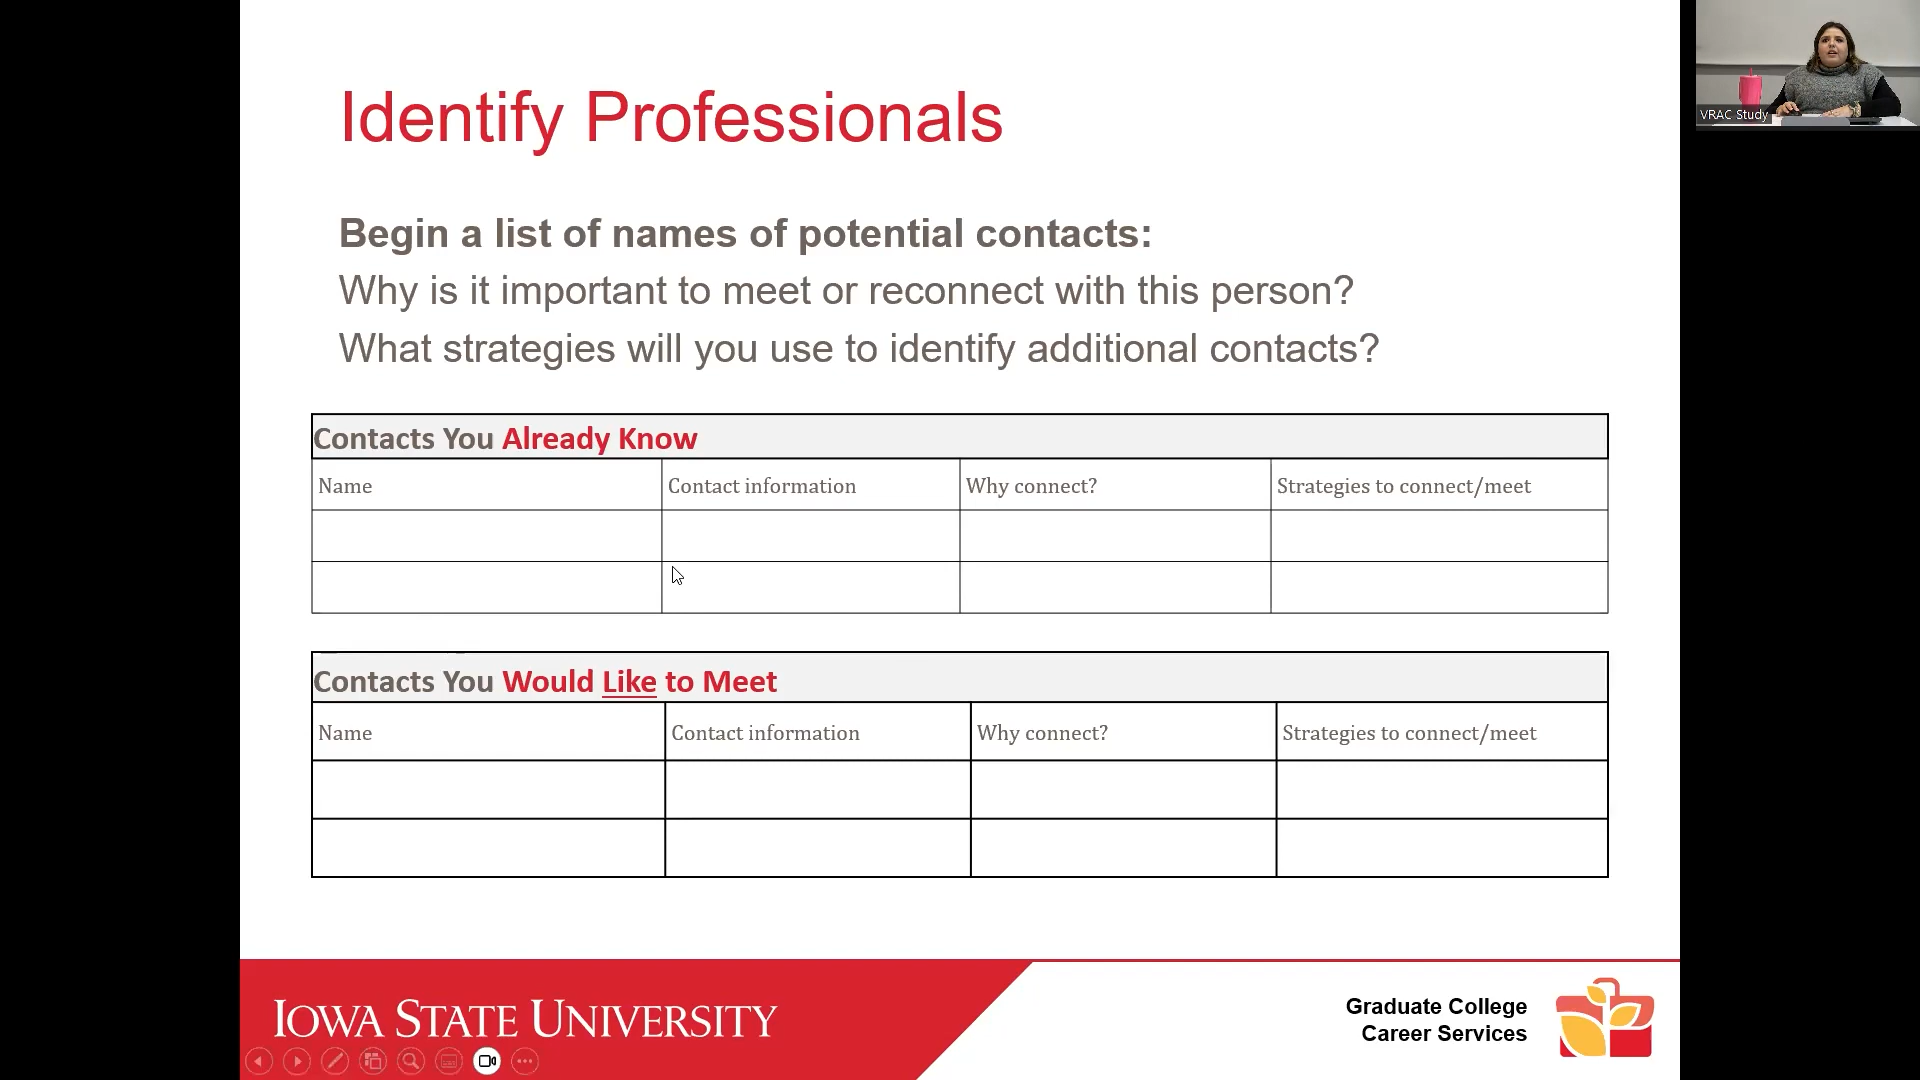 Identify Professionals
Begin a list of names of potential contacts:
Why is it important to meet or reconnect with this person?
What strategies will you use to identify additional contacts?
Contacts You Already Know
Name Contact information Why connect? Strategies to connect/meet
Contacts You Would Like to Meet
Name Contact information Why connect? Strategies to connect/meet
IOWA STATE UNIVERSITY
Graduate College
Career Services
VRAC Study